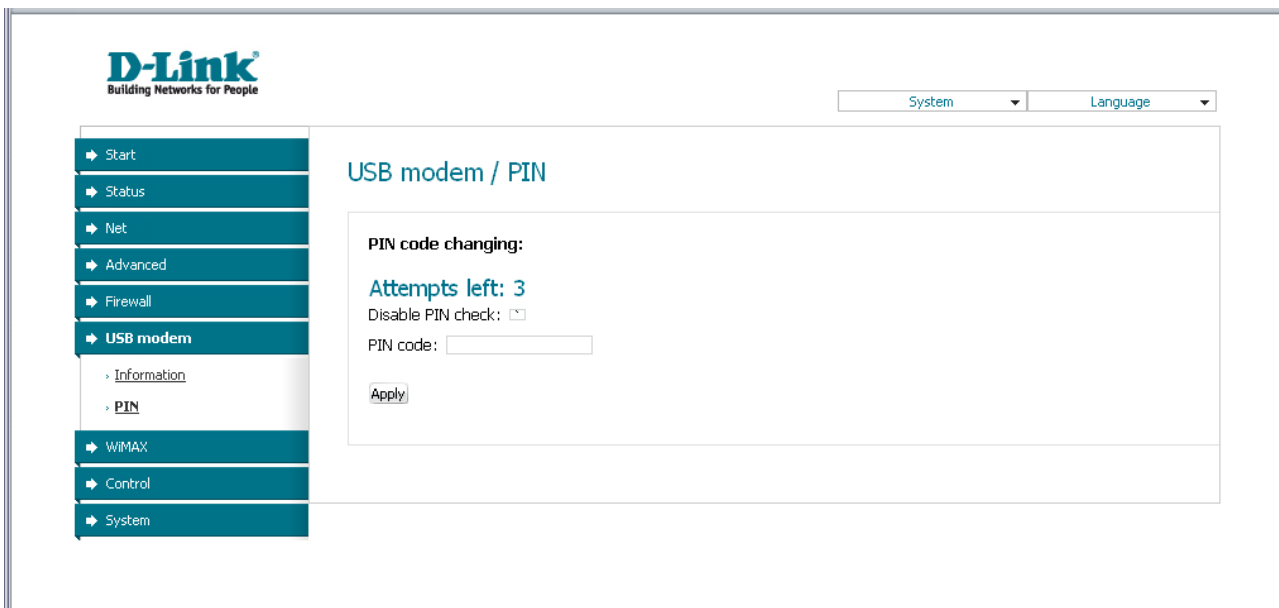 D-Link®
Building Networks for People
System
Language
Start
Status
Net
Advanced
Firewall
USB modem
Information
PIN
WiMAX
Control
System
USB modem / PIN
PIN code changing:
Attempts left: 3
Disable PIN check:
PIN code:
Apply